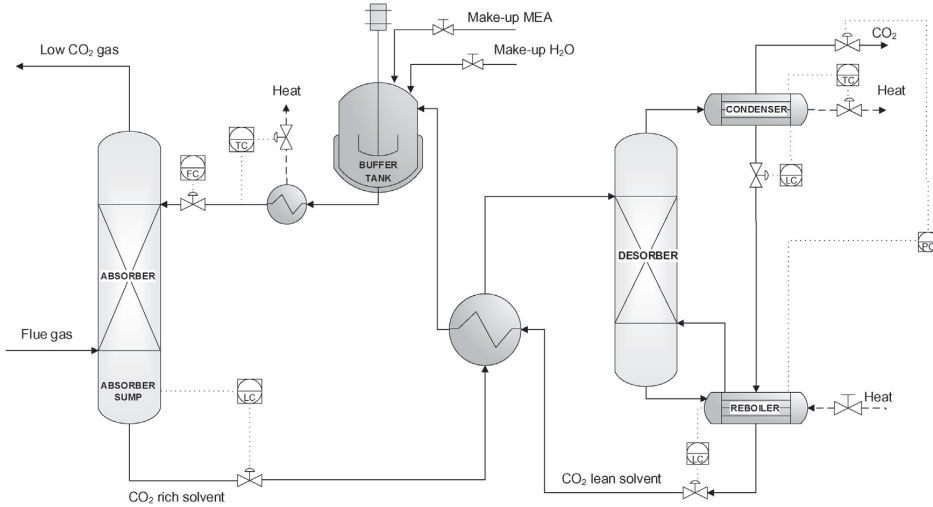 Make-up MEA
Low CO₂ gas
CO₂
Make-up H₂O
Heat
TC
Heat
CONDENSER
TC
FC
BUFFER
TANK
LC
PC
DESORBER
ABSORBER
Flue gas
ABSORBER
SUMP
LC
Heat
REBOILER
LC
CO₂ lean solvent
CO₂ rich solvent